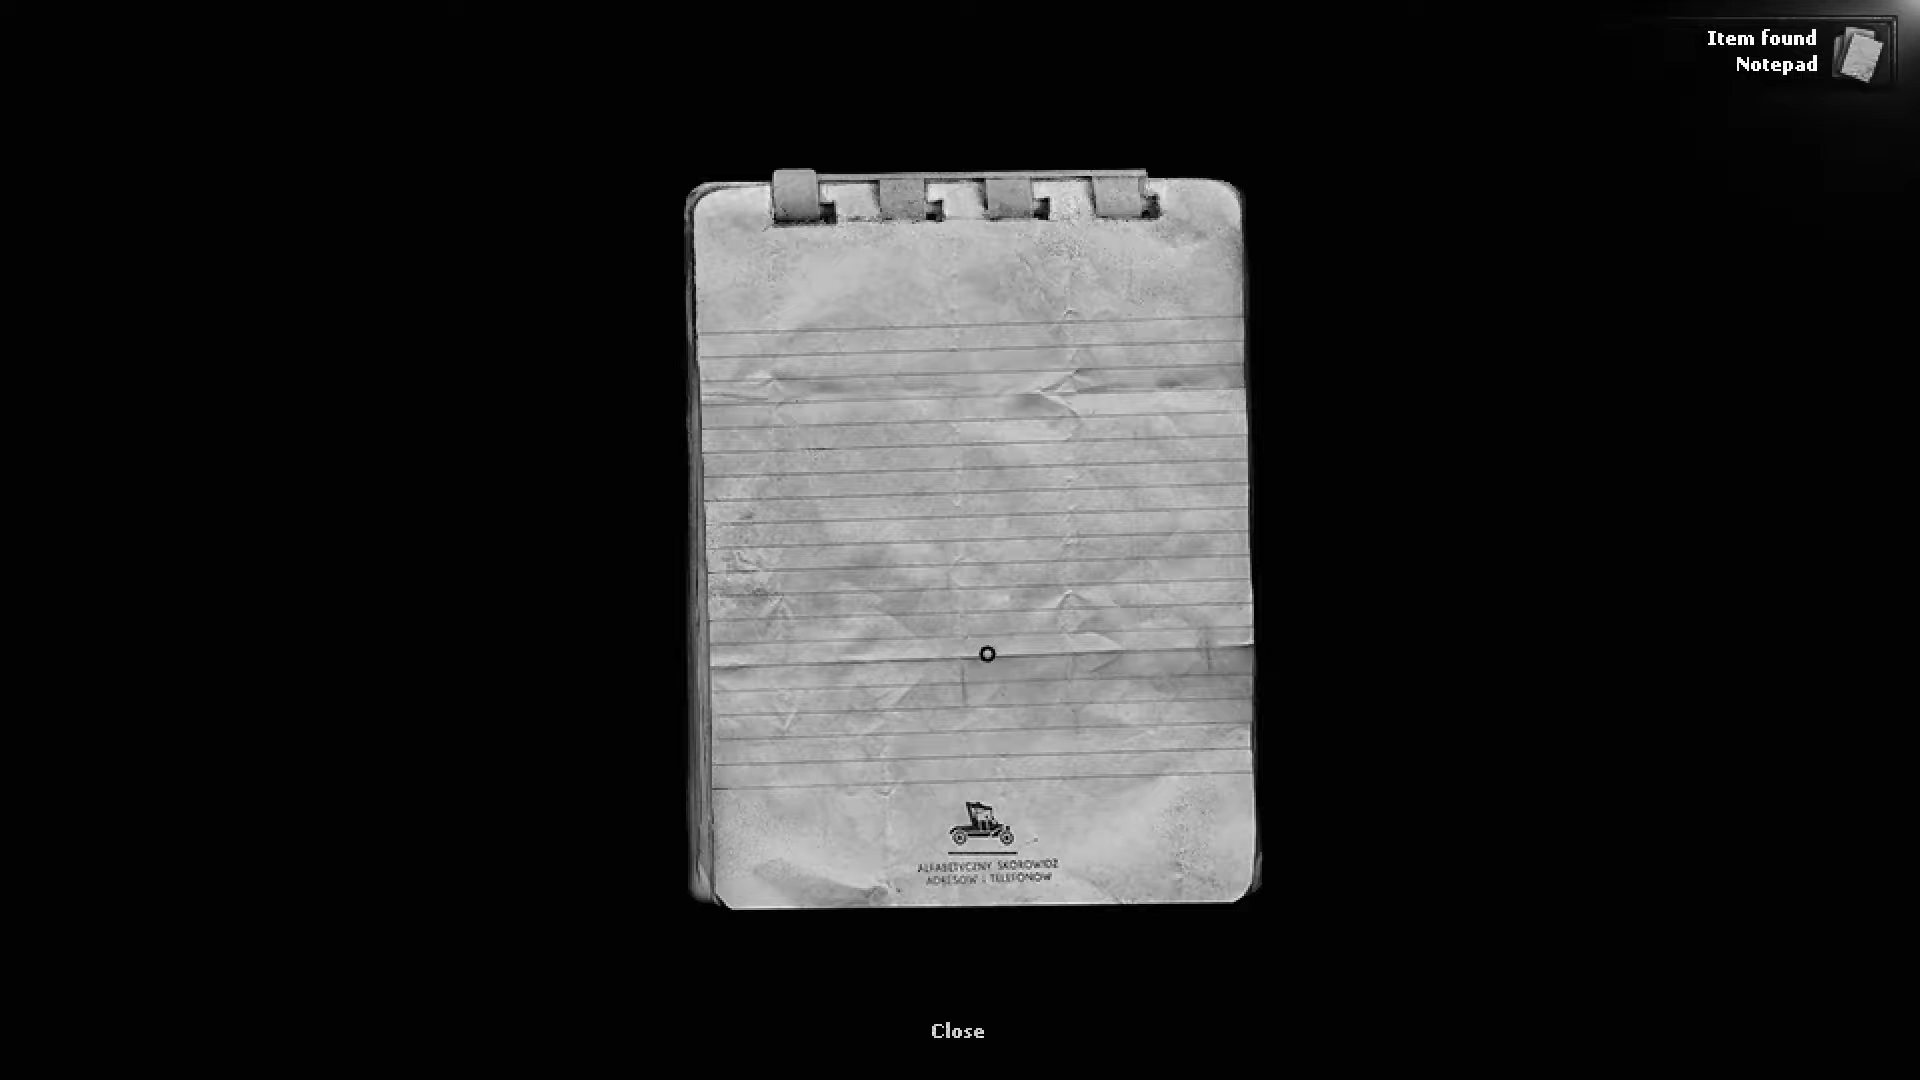 Item found
Notepad
ALFABETYCZNY SKOROWIDZ
ADRESÓW i TELEFONÓW
Close